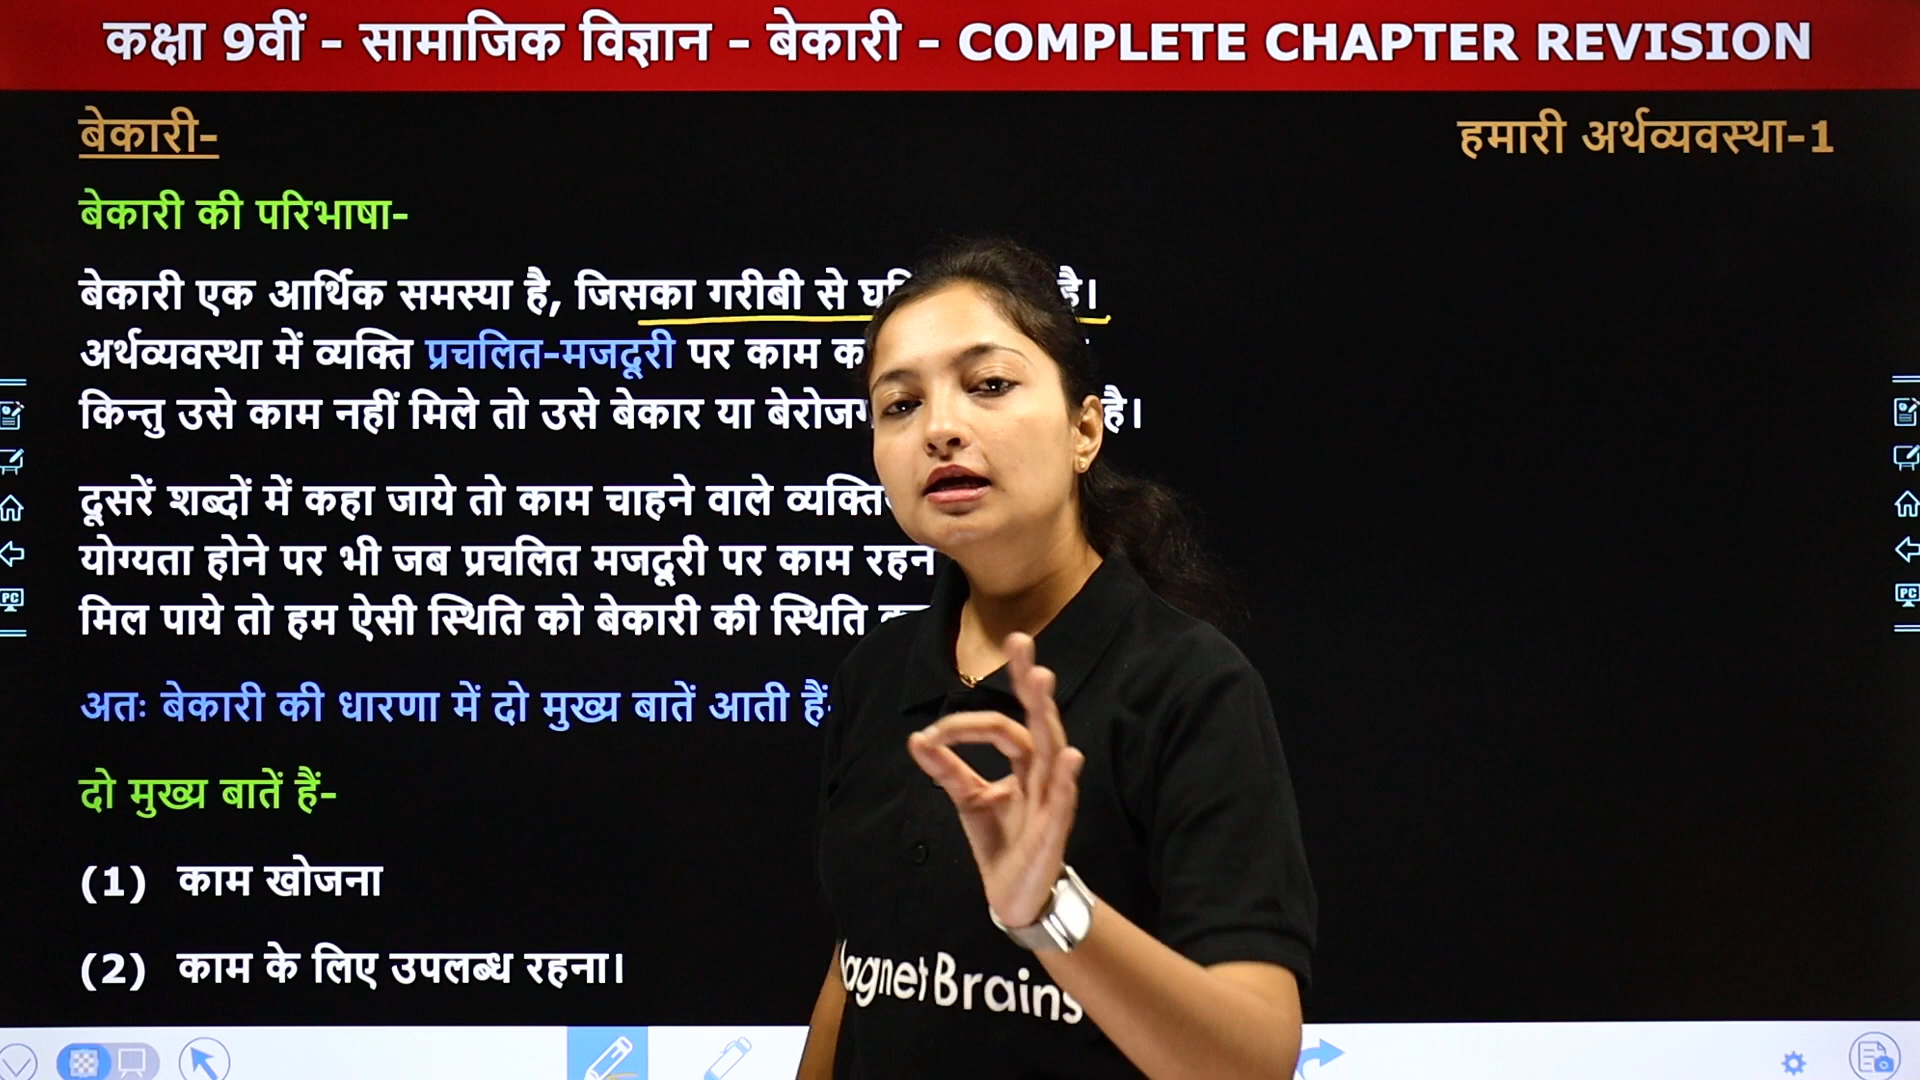 कक्षा 9वीं - सामाजिक विज्ञान - बेकारी - COMPLETE CHAPTER REVISION
बेकारी-
हमारी अर्थव्यवस्था-1
बेकारी की परिभाषा-
बेकारी एक आर्थिक समस्या है, जिसका गरीबी से है।
अर्थव्यवस्था में व्यक्ति प्रचलित-मजदूरी पर काम
किन्तु उसे काम नहीं मिले तो उसे बेकार या है।
दूसरें शब्दों में कहा जाये तो काम चाहने वाले
योग्यता होने पर भी जब प्रचलित मजदूरी पर काम
मिल पाये तो हम ऐसी स्थिति को बेकारी की स्थिति
अतः बेकारी की धारणा में दो मुख्य बातें आती हैं-
दो मुख्य बातें हैं-
(1) काम खोजना
(2) काम के लिए उपलब्ध रहना।
PC
PC
Brains